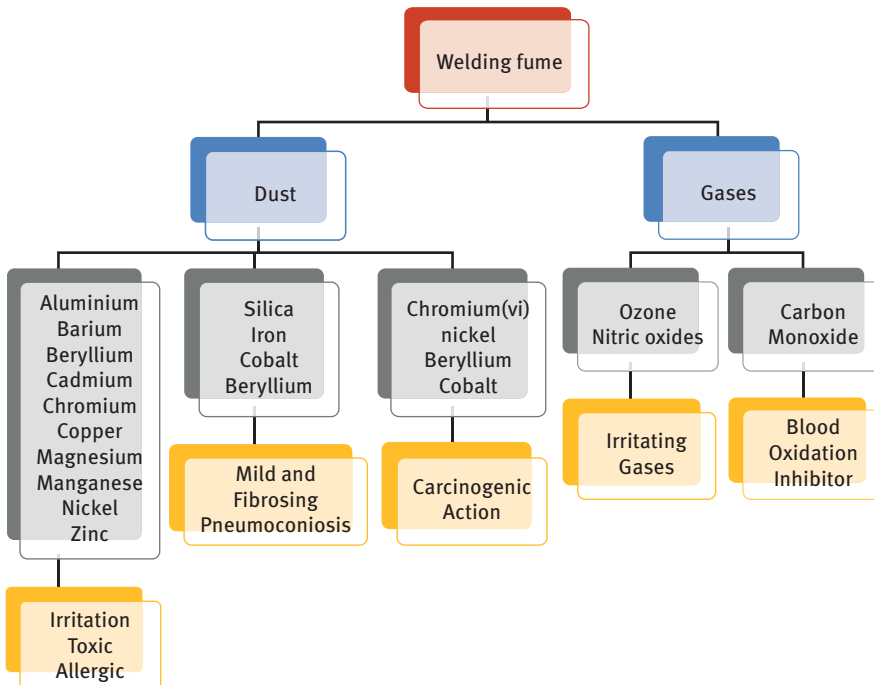 Welding fume
Dust
Gases
Aluminium
Barium
Beryllium
Cadmium
Chromium
Copper
Magnesium
Manganese
Nickel
Zinc
Silica
Iron
Cobalt
Beryllium
Chromium(vi)
nickel
Beryllium
Cobalt
Ozone
Nitric oxides
Carbon
Monoxide
Irritation
Toxic
Allergic
Mild and
Fibrosing
Pneumoconiosis
Carcinogenic
Action
Irritating
Gases
Blood
Oxidation
Inhibitor